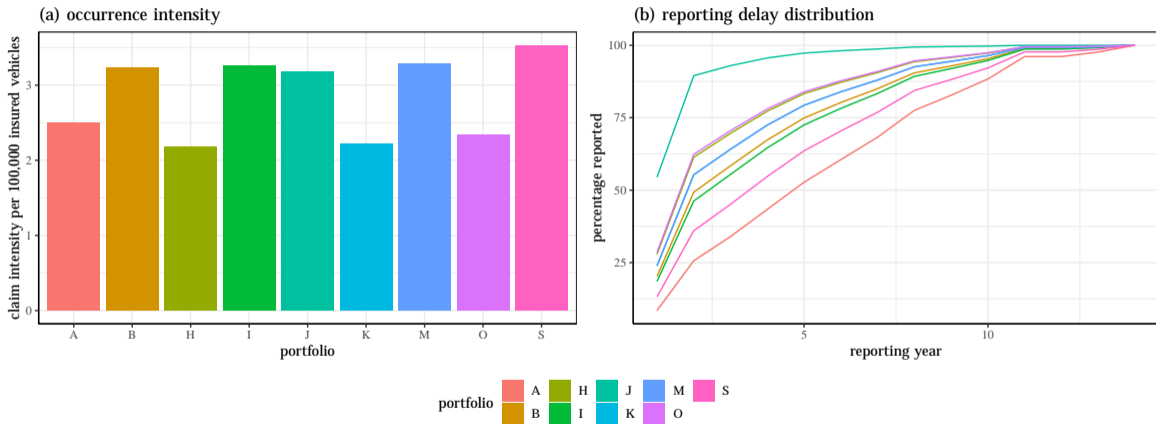 (a) occurrence intensity
claim intensity per 100,000 insured vehicles
3
2
1
0
A B H I J K M O S
portfolio
(b) reporting delay distribution
percentage reported
100
75
50
25
5 10
reporting year
portfolio
A H J M S
B I K O